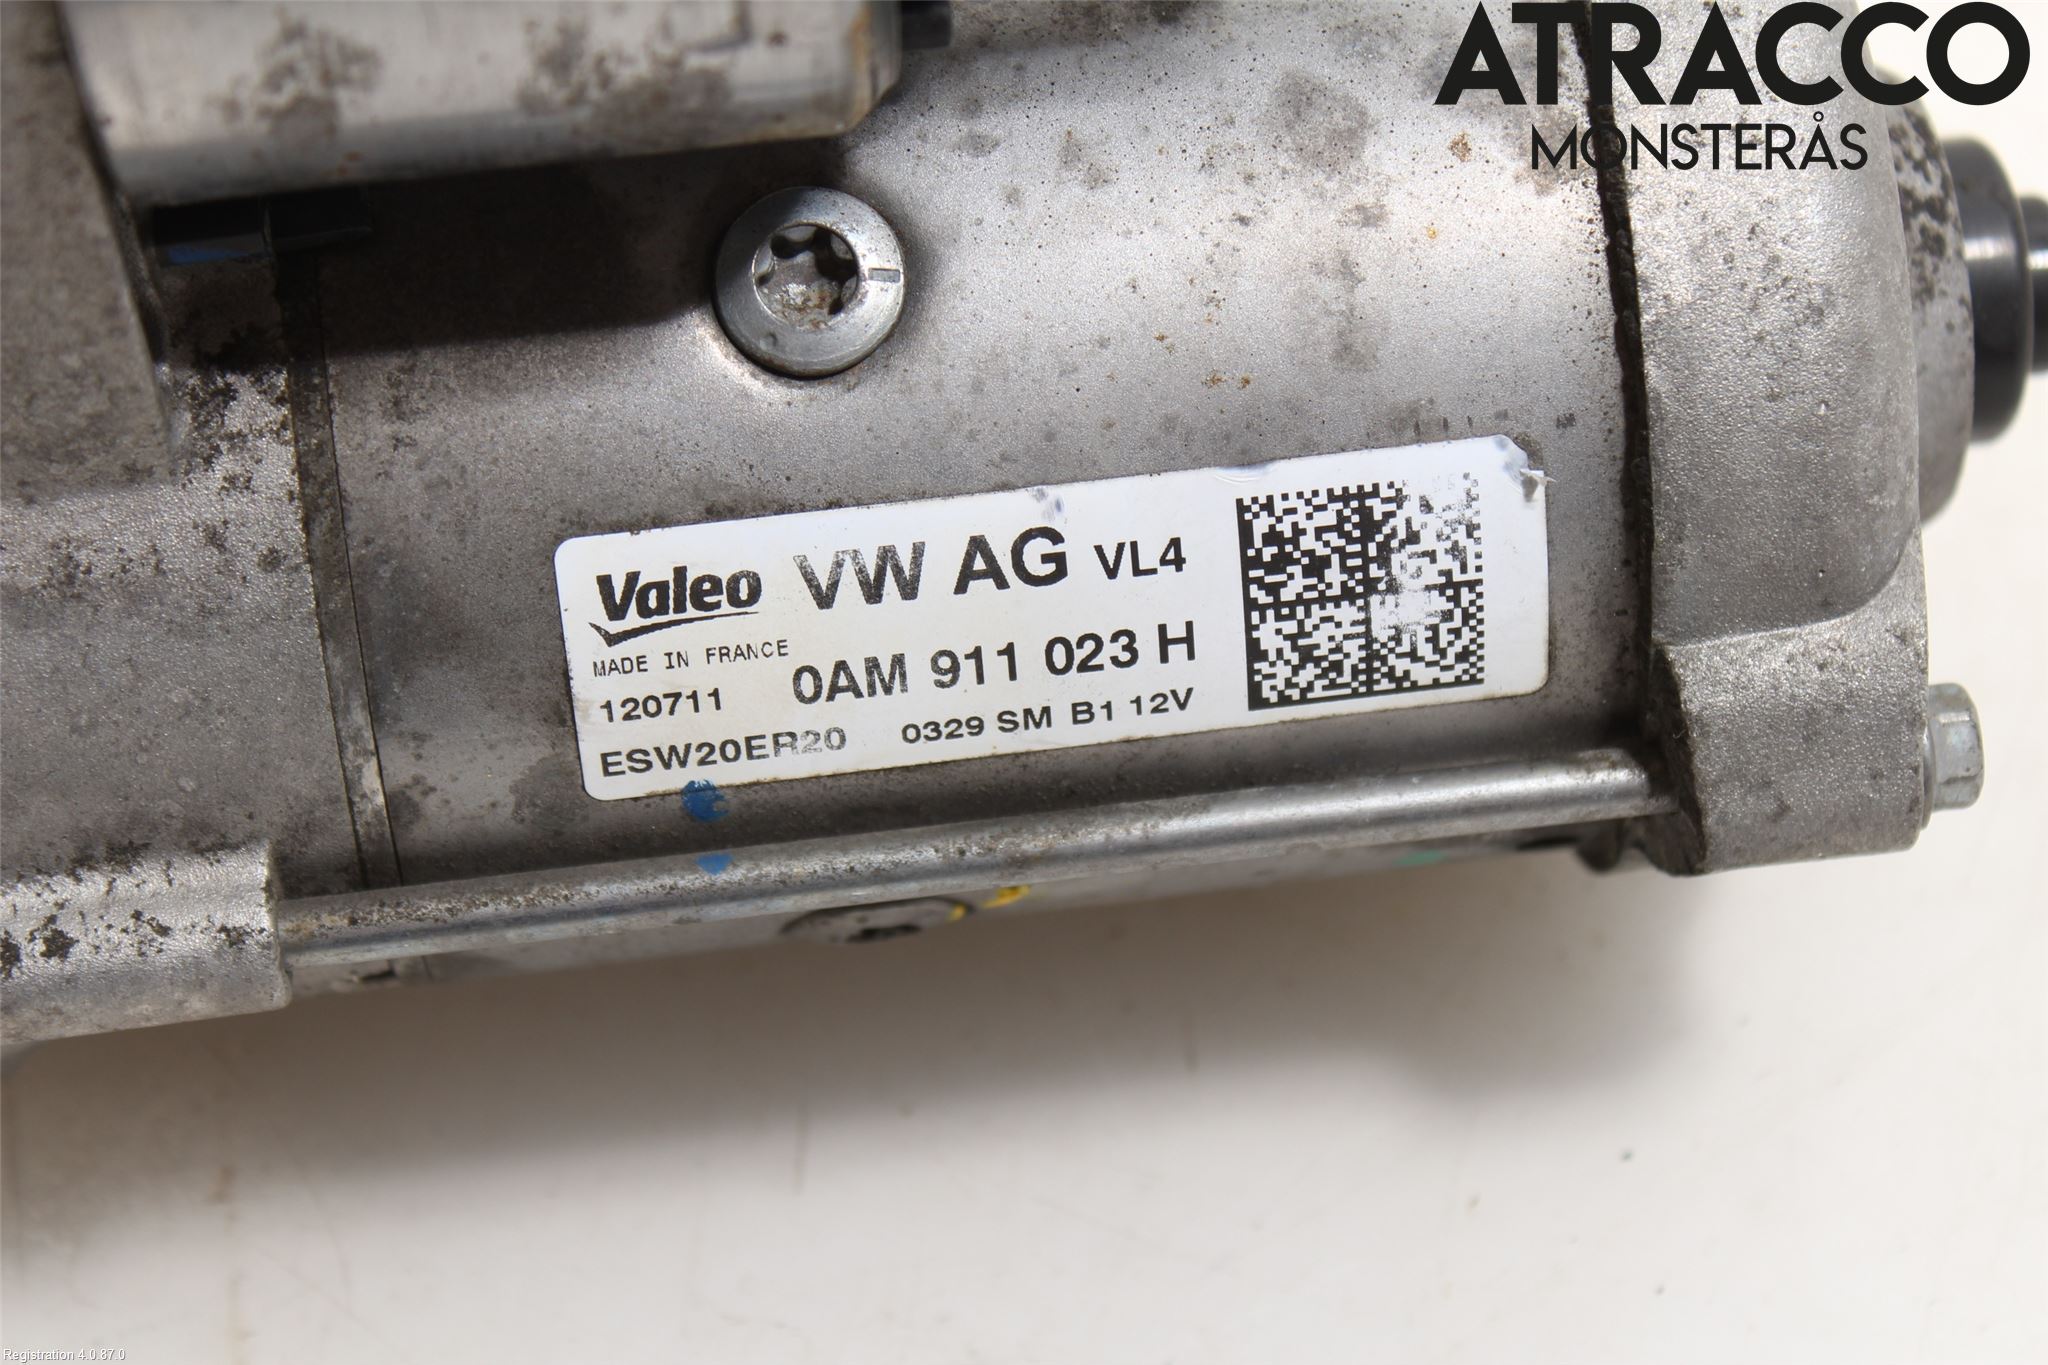 ATRACCO
MÖNSTERÅS
Valeo VW AG VL4
MADE IN FRANCE
120711 0AM 911 023 H
ESW20ER20 0329 SM B1 12V
Registration 4.0.87.0